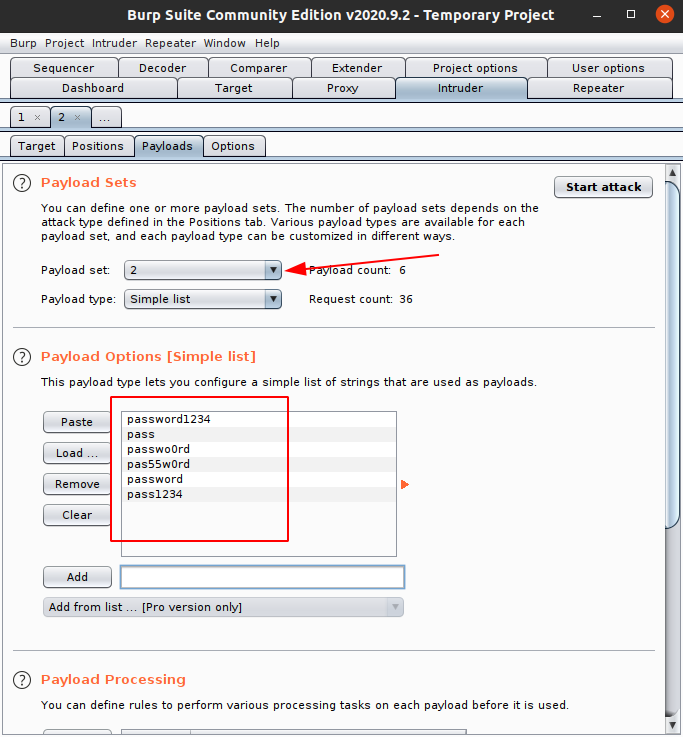 Burp Suite Community Edition v2020.9.2 - Temporary Project
Burp Project Intruder Repeater Window Help
Sequencer Decoder Comparer Extender Project options User options
Dashboard Target Proxy Intruder Repeater
1 × 2 × ...
Target Positions Payloads Options
? Payload Sets Start attack
You can define one or more payload sets. The number of payload sets depends on the
attack type defined in the Positions tab. Various payload types are available for each
payload set, and each payload type can be customized in different ways.
Payload set: 2 Payload count: 6
Payload type: Simple list Request count: 36
? Payload Options [Simple list]
This payload type lets you configure a simple list of strings that are used as payloads.
Paste
Load ...
Remove
Clear
password1234
pass
passwo0rd
pas55w0rd
password
pass1234
Add
Add from list ... [Pro version only]
? Payload Processing
You can define rules to perform various processing tasks on each payload before it is used.